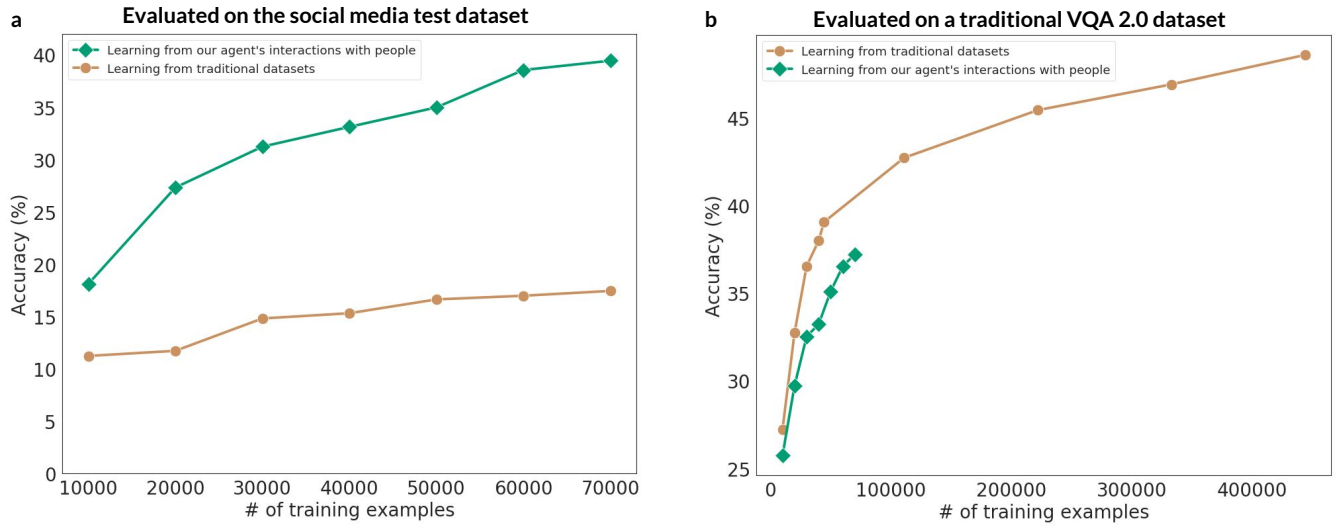 a
Evaluated on the social media test dataset
Learning from our agent's interactions with people
Learning from traditional datasets
40
35
30
25
20
15
10
5
0
Accuracy (%)
10000 20000 30000 40000 50000 60000 70000
# of training examples
b
Evaluated on a traditional VQA 2.0 dataset
Learning from traditional datasets
Learning from our agent's interactions with people
45
40
35
30
25
Accuracy (%)
0 100000 200000 300000 400000
# of training examples